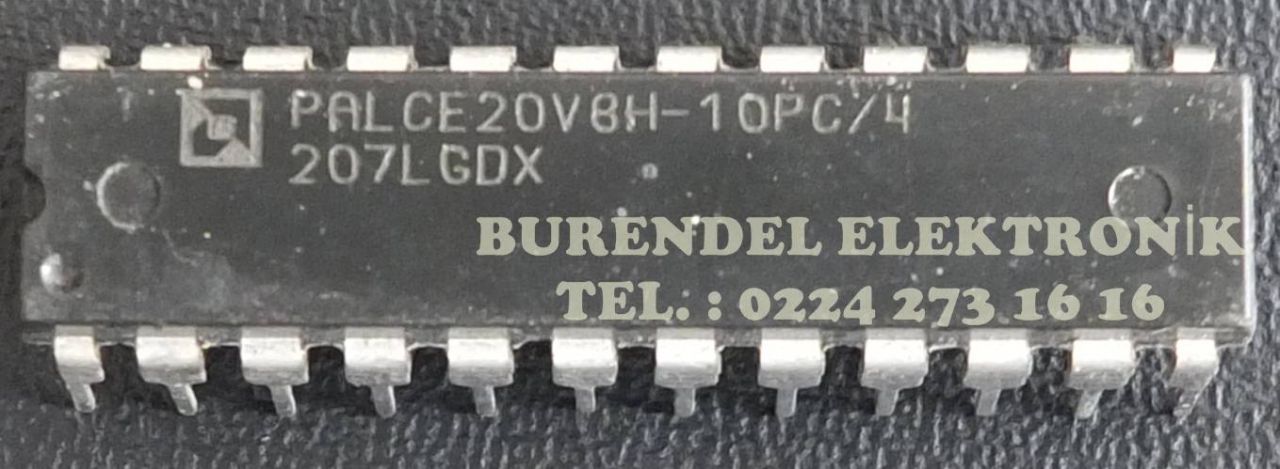 PALCE20V8H-10PC/4
207LGDX
BURENDEL ELEKTRONİK
TEL. : 0224 273 16 16